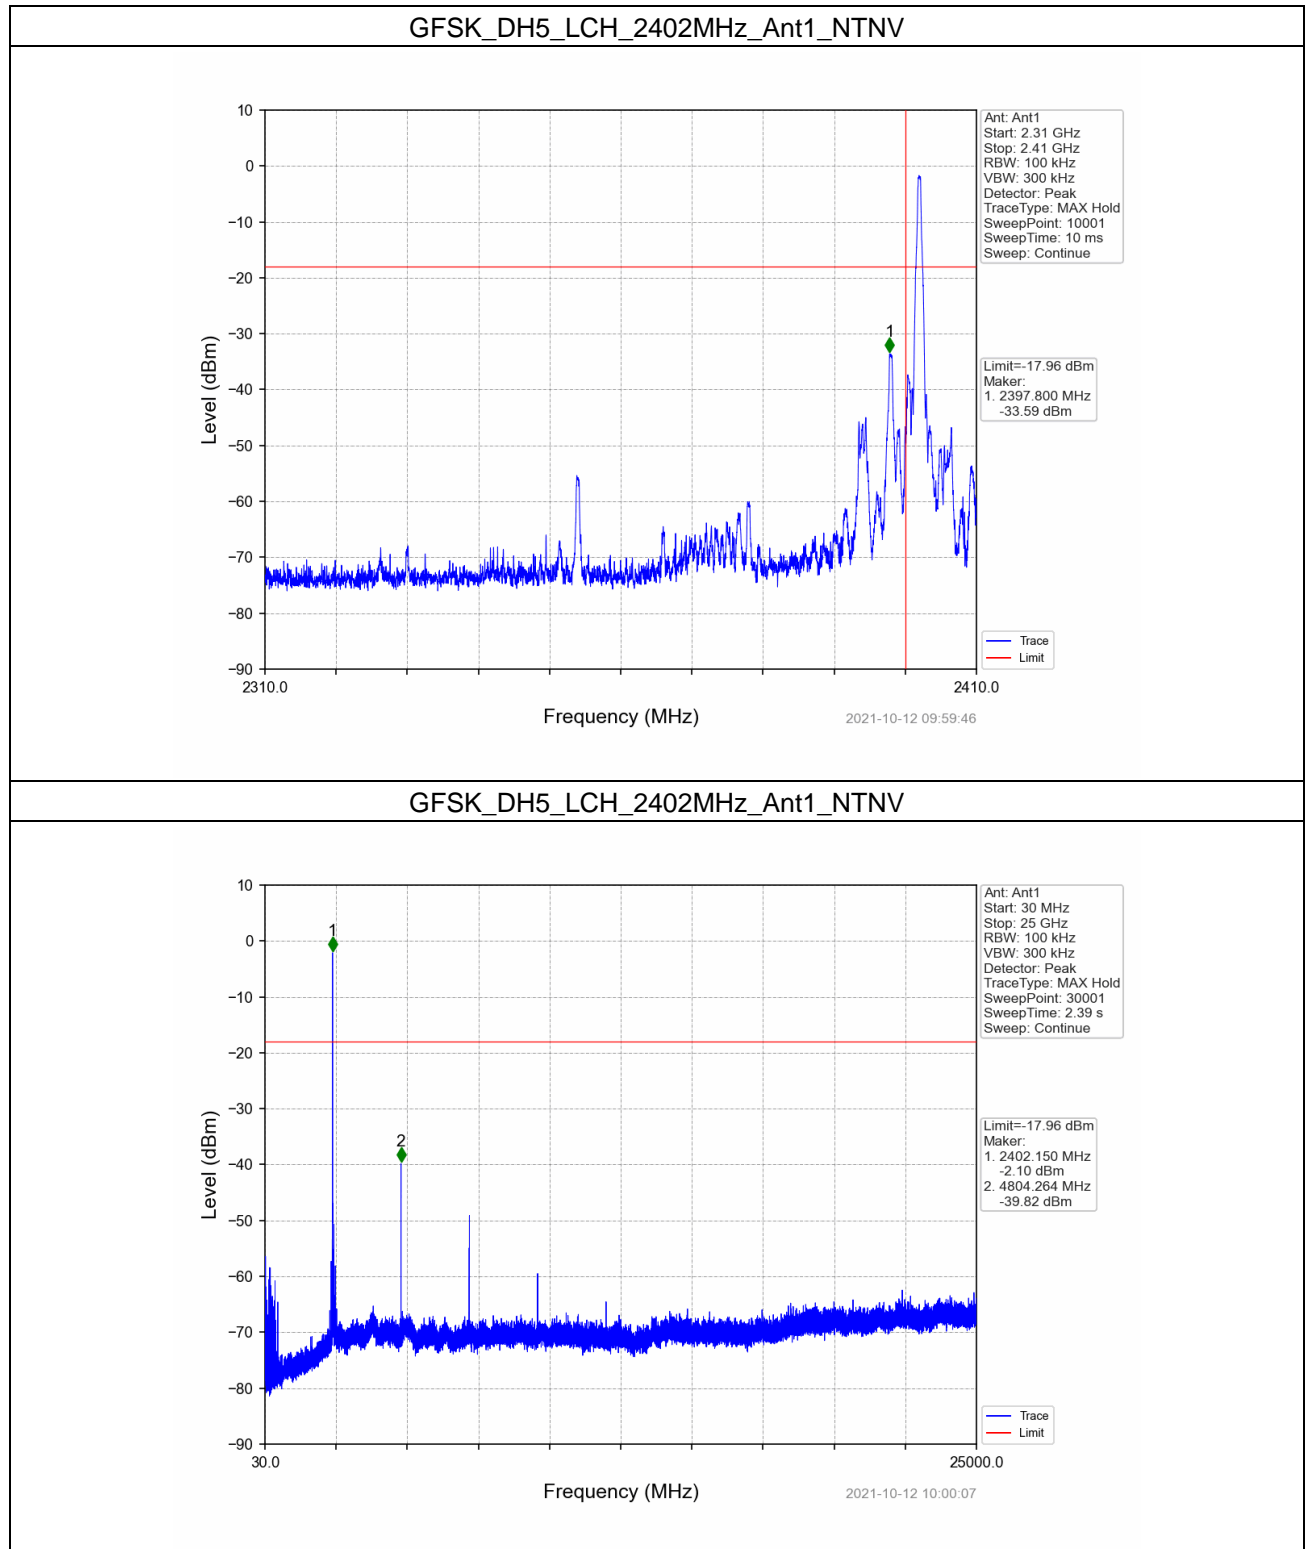 GFSK_DH5_LCH_2402MHz_Ant1_NTNV
10
0
−10
−20
−30
−40
−50
−60
−70
−80
−90
Level (dBm)
1
2310.0
2410.0
Frequency (MHz)
2021-10-12 09:59:46
Ant: Ant1
Start: 2.31 GHz
Stop: 2.41 GHz
RBW: 100 kHz
VBW: 300 kHz
Detector: Peak
TraceType: MAX Hold
SweepPoint: 10001
SweepTime: 10 ms
Sweep: Continue
Limit=-17.96 dBm
Maker:
1. 2397.800 MHz
-33.59 dBm
Trace
Limit
GFSK_DH5_LCH_2402MHz_Ant1_NTNV
10
0
−10
−20
−30
−40
−50
−60
−70
−80
−90
Level (dBm)
1
2
30.0
25000.0
Frequency (MHz)
2021-10-12 10:00:07
Ant: Ant1
Start: 30 MHz
Stop: 25 GHz
RBW: 100 kHz
VBW: 300 kHz
Detector: Peak
TraceType: MAX Hold
SweepPoint: 30001
SweepTime: 2.39 s
Sweep: Continue
Limit=-17.96 dBm
Maker:
1. 2402.150 MHz
-2.10 dBm
2. 4804.264 MHz
-39.82 dBm
Trace
Limit